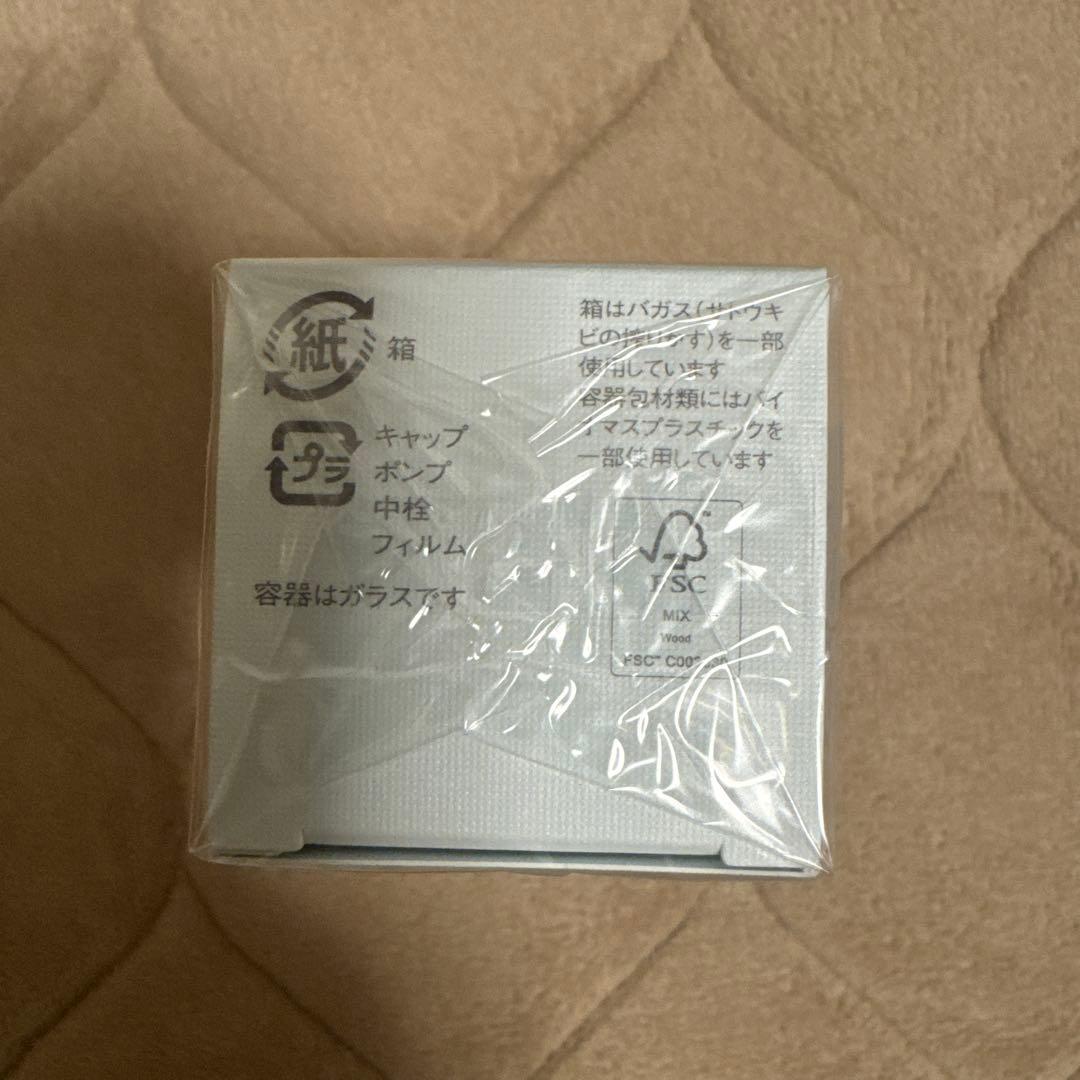 紙
箱
プラ
キャップ
ポンプ
中栓
フィルム
容器はガラスです
箱はバガス(サトウキ
ビの搾りかす)を一部
使用しています
容器包材類にはバイ
オマスプラスチックを
一部使用しています
FSC™
MIX
Wood
FSC™